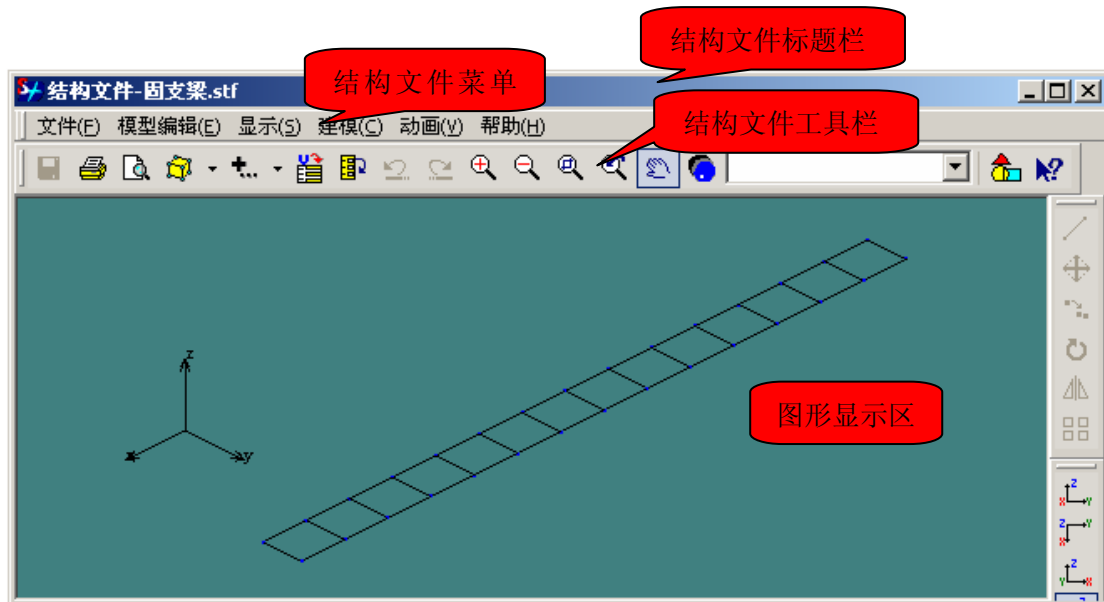 结构文件标题栏
结构文件-固支梁.stf
结构文件菜单
文件(F) 模型编辑(E) 显示(S) 建模(C) 动画(V) 帮助(H)
结构文件工具栏
z
x
y
图形显示区
Z
X
Y
Z
Y
X
Z
Y
X